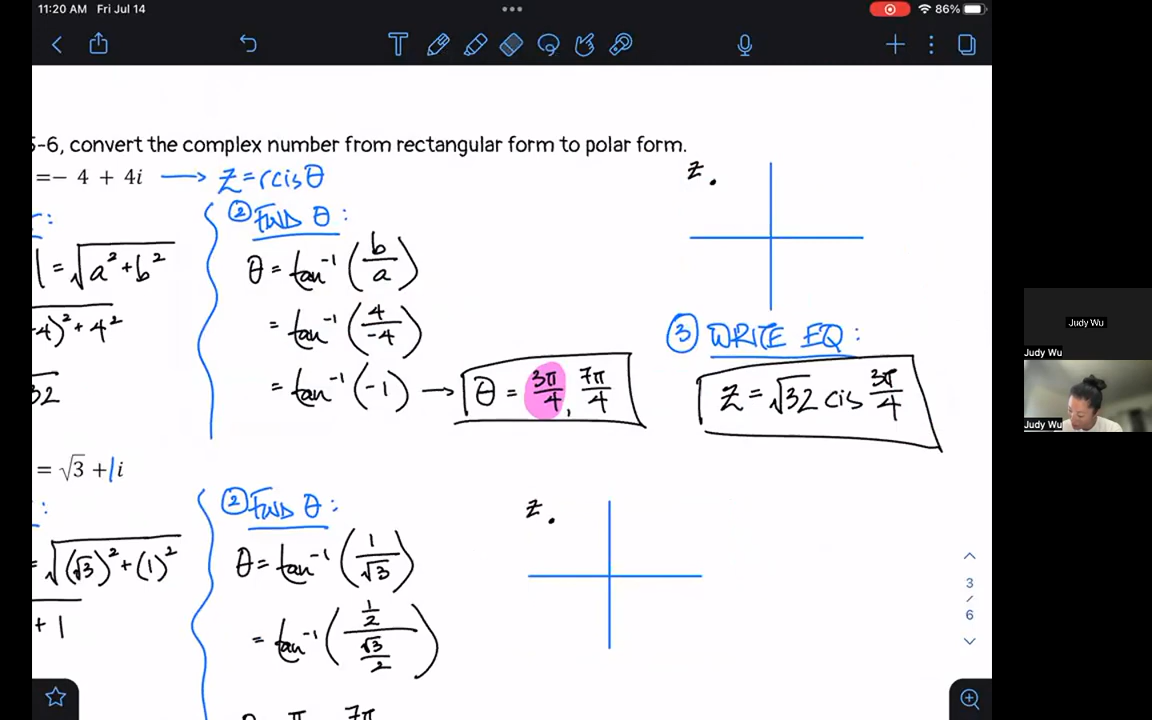 11:20 AM Fri Jul 14
86%
5-6, convert the complex number from rectangular form to polar form.
=− 4 + 4i → z = rcisθ
② FIND θ :
= √a² + b²
-4)² + 4²
32
θ = tan⁻¹ (b/a)
= tan⁻¹ (4/-4)
= tan⁻¹ (-1) → θ = 3π/4, 7π/4
z.
③ WRITE EQ :
z = √32 cis 3π/4
= √3 + 1i
② FIND θ :
= √(√3)² + (1)²
+ 1
θ = tan⁻¹ (1/√3)
= tan⁻¹ (1/2 / √3/2)
π 7π
z.
3
/
6
Judy Wu
Judy Wu
Judy Wu